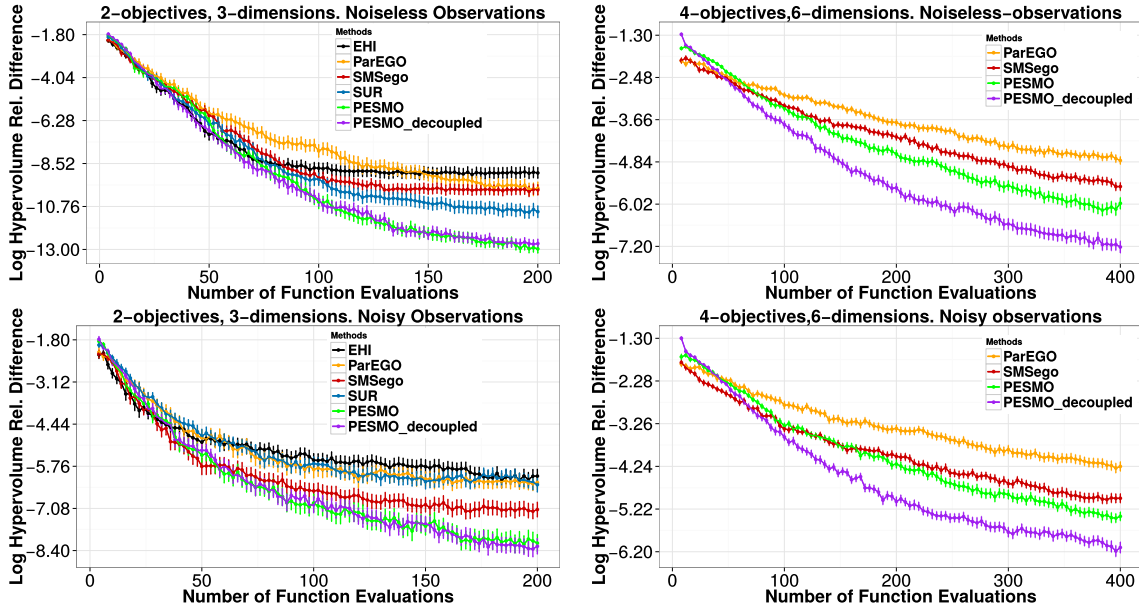 2−objectives, 3−dimensions. Noiseless Observations
Log Hypervolume Rel. Difference
−1.80
−4.04
−6.28
−8.52
−10.76
−13.00
Methods
EHI
ParEGO
SMSego
SUR
PESMO
PESMO_decoupled
0
50
100
150
200
Number of Function Evaluations
4−objectives,6−dimensions. Noiseless−observations
Log Hypervolume Rel. Difference
−1.30
−2.48
−3.66
−4.84
−6.02
−7.20
Methods
ParEGO
SMSego
PESMO
PESMO_decoupled
0
100
200
300
400
Number of Function Evaluations
2−objectives, 3−dimensions. Noisy Observations
Log Hypervolume Rel. Difference
−1.80
−3.12
−4.44
−5.76
−7.08
−8.40
Methods
EHI
ParEGO
SMSego
SUR
PESMO
PESMO_decoupled
0
50
100
150
200
Number of Function Evaluations
4−objectives,6−dimensions. Noisy observations
Log Hypervolume Rel. Difference
−1.30
−2.28
−3.26
−4.24
−5.22
−6.20
Methods
ParEGO
SMSego
PESMO
PESMO_decoupled
0
100
200
300
400
Number of Function Evaluations